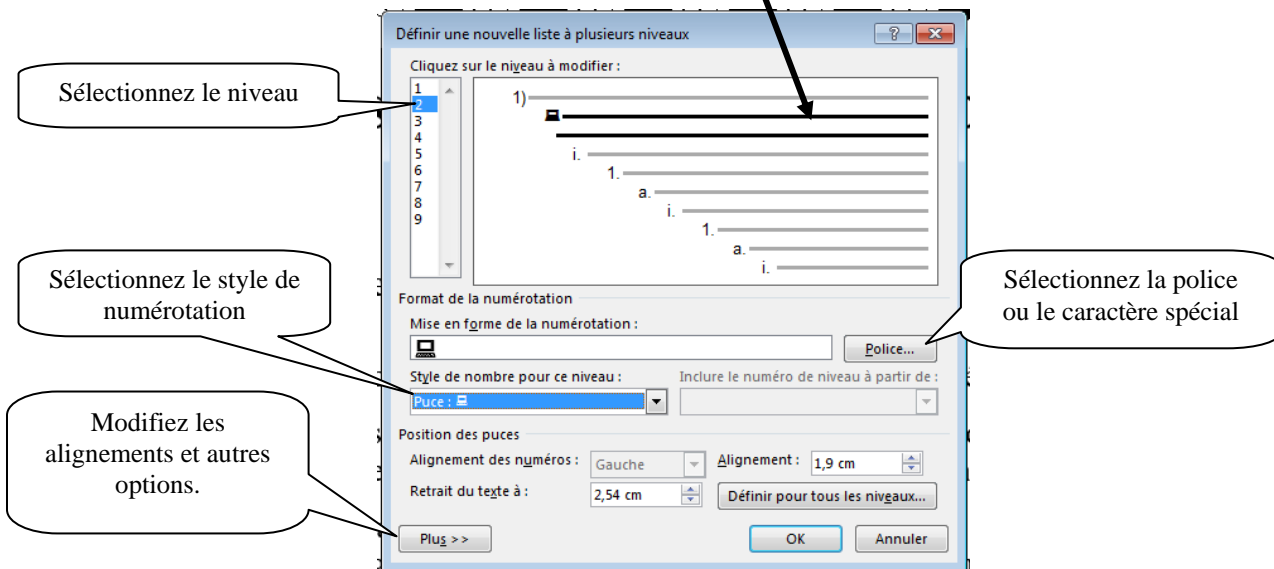 Définir une nouvelle liste à plusieurs niveaux
Cliquez sur le niveau à modifier :
Sélectionnez le niveau
1
2
3
4
5
6
7
8
9
1)
i.
1.
a.
i.
1.
a.
i.
Sélectionnez le style de
numérotation
Sélectionnez la police
ou le caractère spécial
Format de la numérotation
Mise en forme de la numérotation :
Police...
Style de nombre pour ce niveau :
Inclure le numéro de niveau à partir de :
Puce :
Modifiez les
alignements et autres
options.
Position des puces
Alignement des numéros :
Gauche
Alignement :
1,9 cm
Retrait du texte à :
2,54 cm
Définir pour tous les niveaux...
Plus >>
OK
Annuler